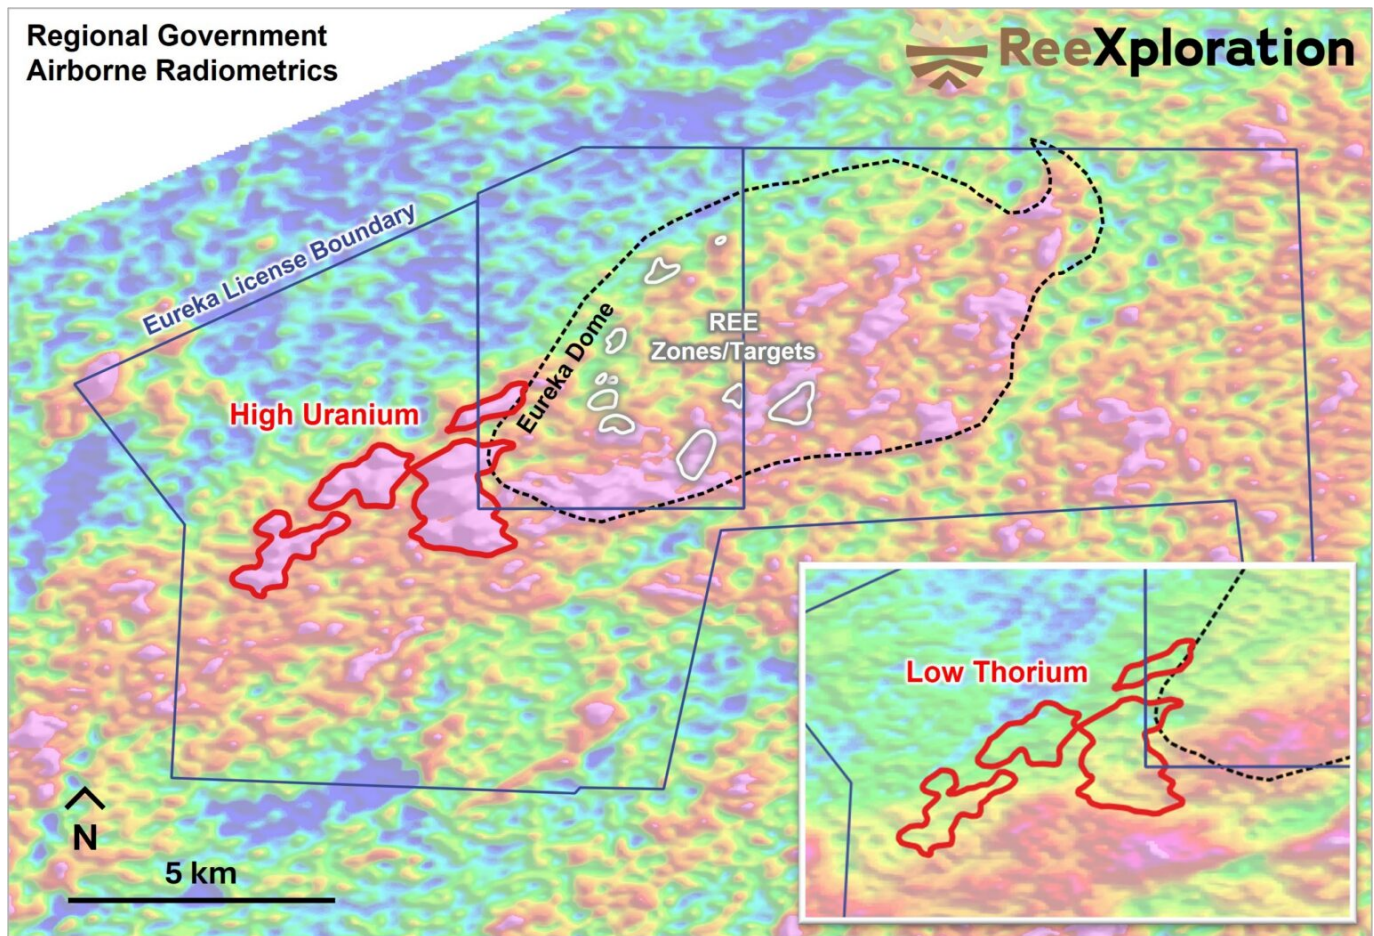 Regional Government
Airborne Radiometrics
ReeXploration
Eureka License Boundary
REE
Zones/Targets
Eureka Dome
High Uranium
Low Thorium
N
5 km